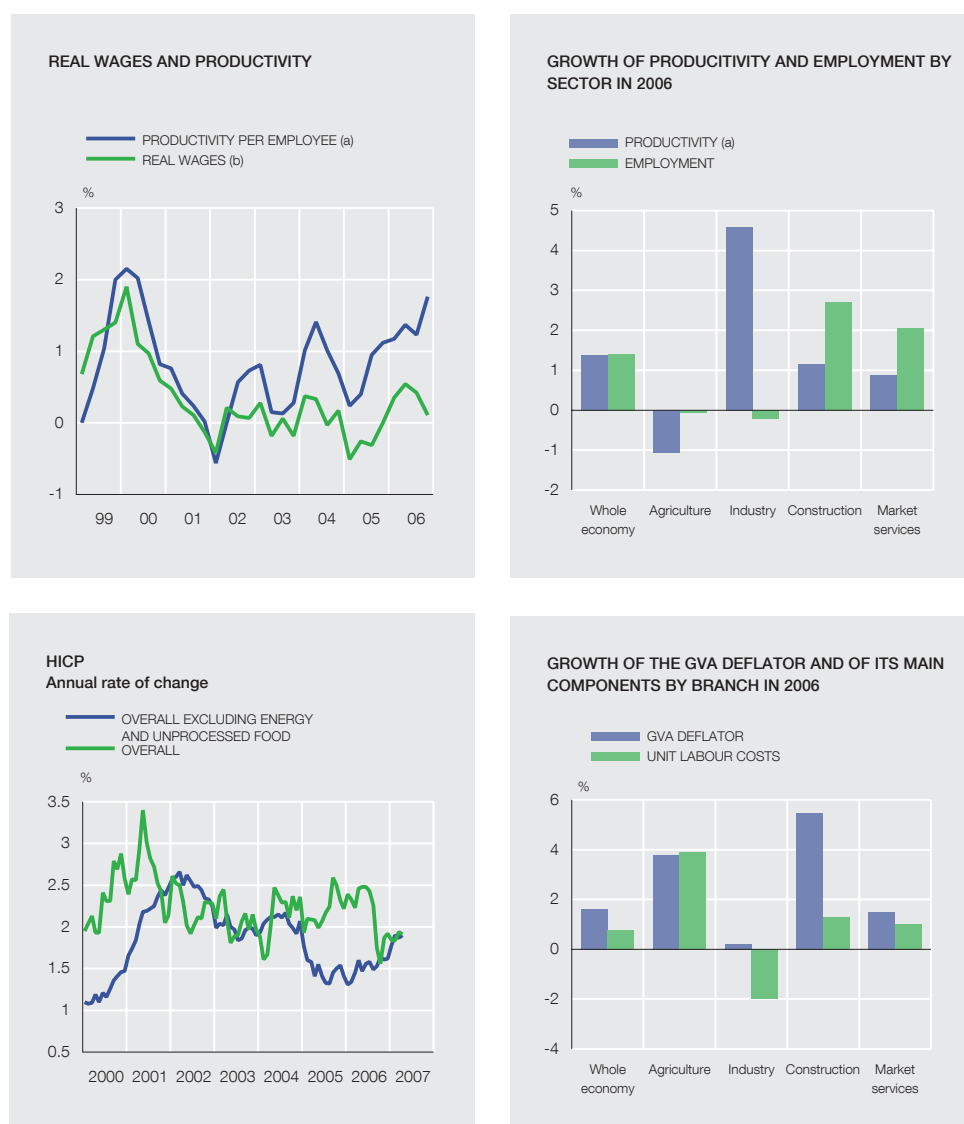 REAL WAGES AND PRODUCTIVITY
PRODUCTIVITY PER EMPLOYEE (a)
REAL WAGES (b)
%
3
2
1
0
-1
99 00 01 02 03 04 05 06
GROWTH OF PRODUCITIVITY AND EMPLOYMENT BY
SECTOR IN 2006
PRODUCTIVITY (a)
EMPLOYMENT
%
5
4
3
2
1
0
-1
-2
Whole Agriculture Industry Construction Market
economy services
HICP
Annual rate of change
OVERALL EXCLUDING ENERGY
AND UNPROCESSED FOOD
OVERALL
%
3.5
3
2.5
2
1.5
1
0.5
2000 2001 2002 2003 2004 2005 2006 2007
GROWTH OF THE GVA DEFLATOR AND OF ITS MAIN
COMPONENTS BY BRANCH IN 2006
GVA DEFLATOR
UNIT LABOUR COSTS
%
6
4
2
0
-2
-4
Whole Agriculture Industry Construction Market
economy services